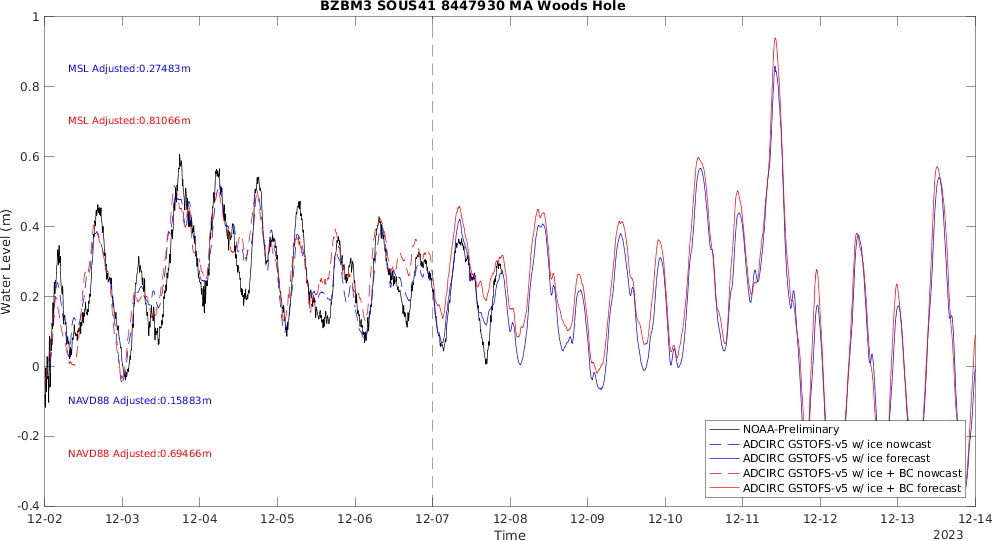 BZBM3 SOUS41 8447930 MA Woods Hole
1
0.8
0.6
0.4
0.2
0
-0.2
-0.4
Water Level (m)
MSL Adjusted:0.27483m
MSL Adjusted:0.81066m
NAVD88 Adjusted:0.15883m
NAVD88 Adjusted:0.69466m
NOAA-Preliminary
ADCIRC GSTOFS-v5 w/ ice nowcast
ADCIRC GSTOFS-v5 w/ ice forecast
ADCIRC GSTOFS-v5 w/ ice + BC nowcast
ADCIRC GSTOFS-v5 w/ ice + BC forecast
12-02 12-03 12-04 12-05 12-06 12-07 12-08 12-09 12-10 12-11 12-12 12-13 12-14
Time
2023